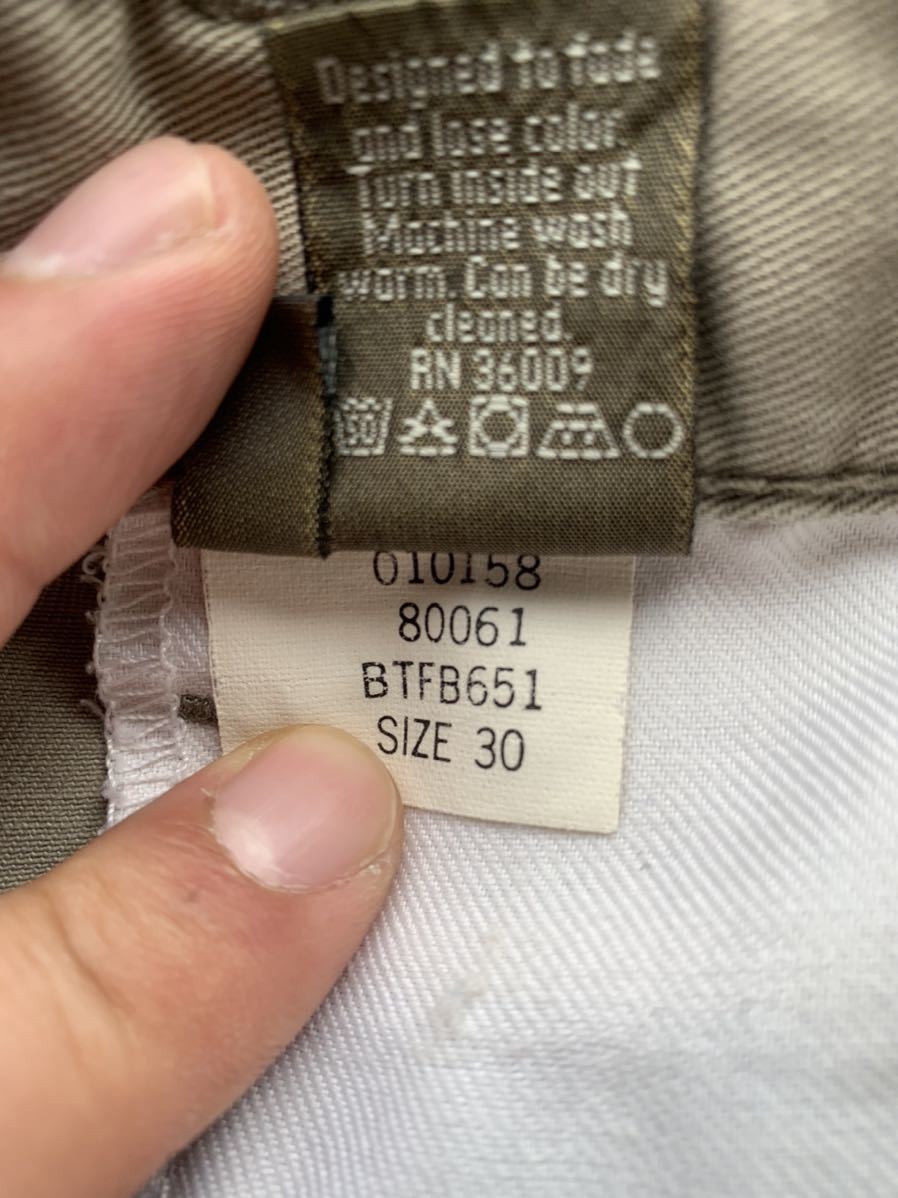 Designed to fade
and lose color
Turn inside out
Machine wash
warm. Can be dry
cleaned.
RN 36009
010158
80061
BTFB651
SIZE 30